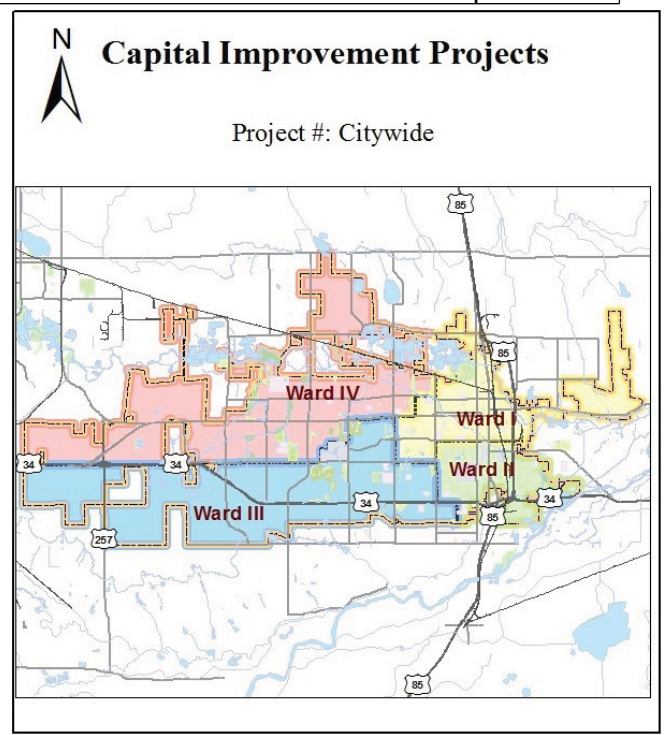 N
Capital Improvement Projects
Project #: Citywide
85
85
Ward IV
Ward I
34
34
Ward II
34
34
Ward III
85
257
85